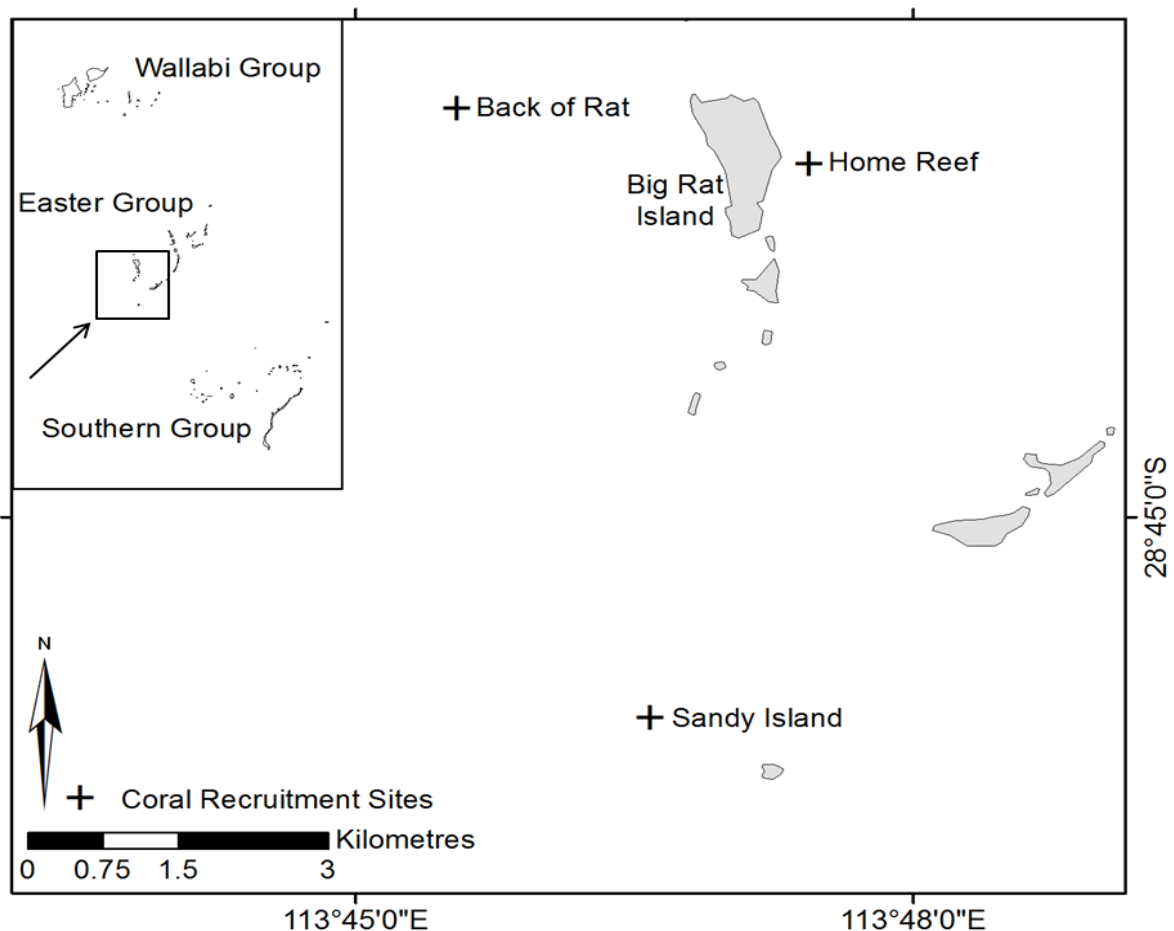 Wallabi Group
Easter Group
Southern Group
Back of Rat
Home Reef
Big Rat
Island
28°45'0"S
Sandy Island
N
Coral Recruitment Sites
Kilometres
0 0.75 1.5 3
113°45'0"E 113°48'0"E